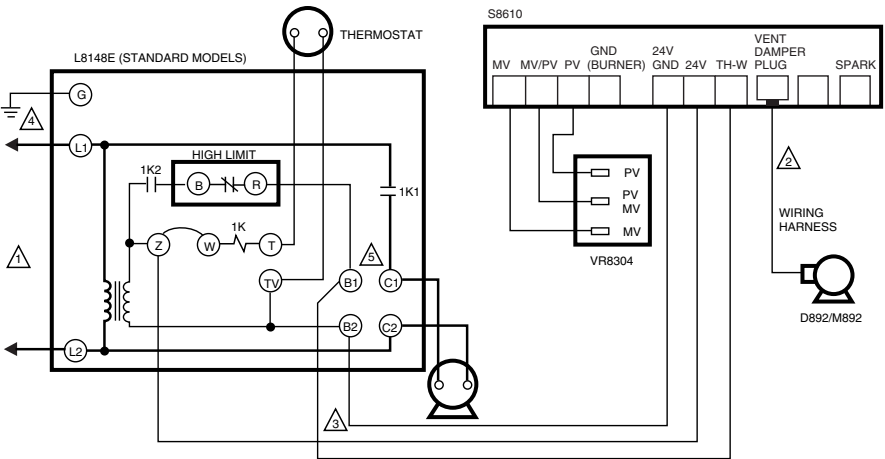 S8610
THERMOSTAT
L8148E (STANDARD MODELS)
MV MV/PV PV GND (BURNER) 24V GND 24V TH-W VENT DAMPER PLUG SPARK
G
4
L1
HIGH LIMIT
1K2
B
R
1K1
2
PV
PV
MV
MV
VR8304
WIRING
HARNESS
D892/M892
1
Z
W
1K
T
5
TV
B1
C1
B2
C2
L2
3